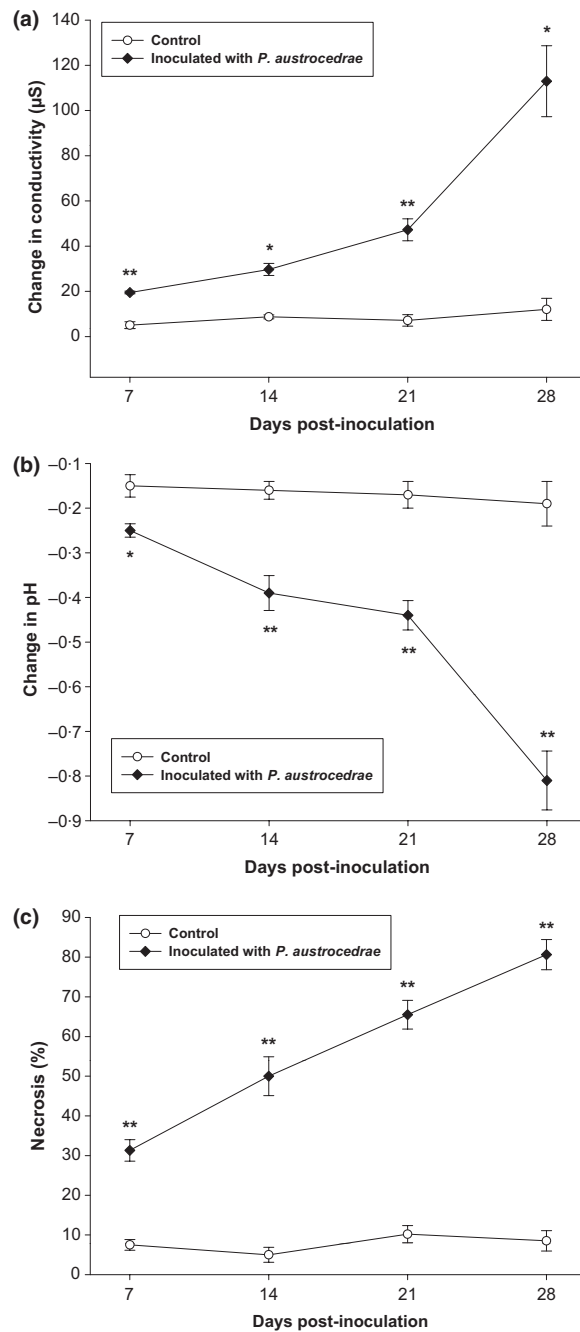 (a)
Control
Inoculated with P. austrocedrae
140
120
100
80
60
40
20
0
Change in conductivity (µS)
**
*
**
*
7 14 21 28
Days post-inoculation
(b)
–0·1
–0·2
–0·3
–0·4
–0·5
–0·6
–0·7
–0·8
–0·9
Change in pH
*
**
**
**
Control
Inoculated with P. austrocedrae
7 14 21 28
Days post-inoculation
(c)
Control
Inoculated with P. austrocedrae
90
80
70
60
50
40
30
20
10
0
Necrosis (%)
**
**
**
**
7 14 21 28
Days post-inoculation